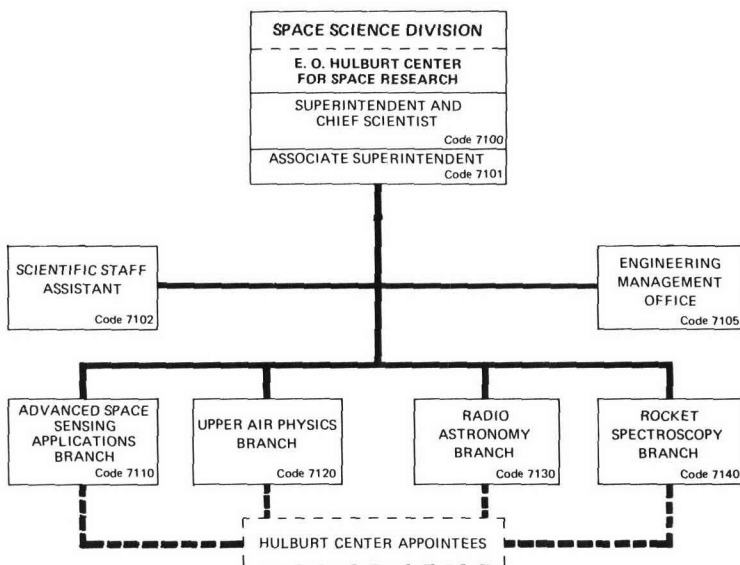 SPACE SCIENCE DIVISION
E. O. HULBURT CENTER
FOR SPACE RESEARCH
SUPERINTENDENT AND
CHIEF SCIENTIST
Code 7100
ASSOCIATE SUPERINTENDENT
Code 7101
SCIENTIFIC STAFF
ASSISTANT
Code 7102
ENGINEERING
MANAGEMENT
OFFICE
Code 7105
ADVANCED SPACE
SENSING
APPLICATIONS
BRANCH
Code 7110
UPPER AIR PHYSICS
BRANCH
Code 7120
RADIO
ASTRONOMY
BRANCH
Code 7130
ROCKET
SPECTROSCOPY
BRANCH
Code 7140
HULBURT CENTER APPOINTEES